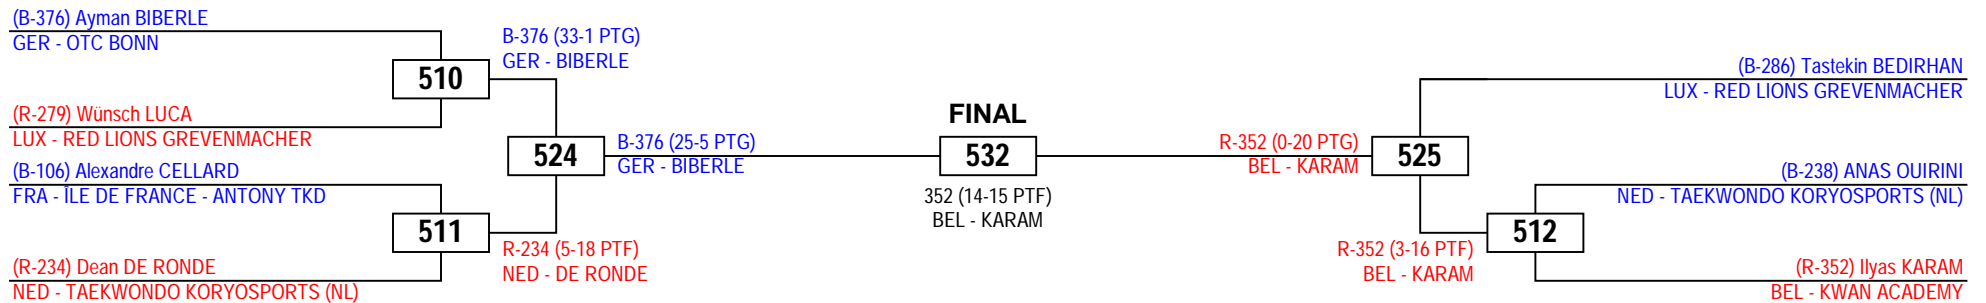 (B-376) Ayman BIBERLE
GER - OTC BONN
(R-279) Wünsch LUCA
LUX - RED LIONS GREVENMACHER
(B-106) Alexandre CELLARD
FRA - ÎLE DE FRANCE - ANTONY TKD
(R-234) Dean DE RONDE
NED - TAEKWONDO KORYOSPORTS (NL)
510
B-376 (33-1 PTG)
GER - BIBERLE
511
R-234 (5-18 PTF)
NED - DE RONDE
524
B-376 (25-5 PTG)
GER - BIBERLE
FINAL
532
352 (14-15 PTF)
BEL - KARAM
R-352 (0-20 PTG)
BEL - KARAM
525
R-352 (3-16 PTF)
BEL - KARAM
512
(B-286) Tastekin BEDIRHAN
LUX - RED LIONS GREVENMACHER
(B-238) ANAS OUIRINI
NED - TAEKWONDO KORYOSPORTS (NL)
(R-352) Ilyas KARAM
BEL - KWAN ACADEMY